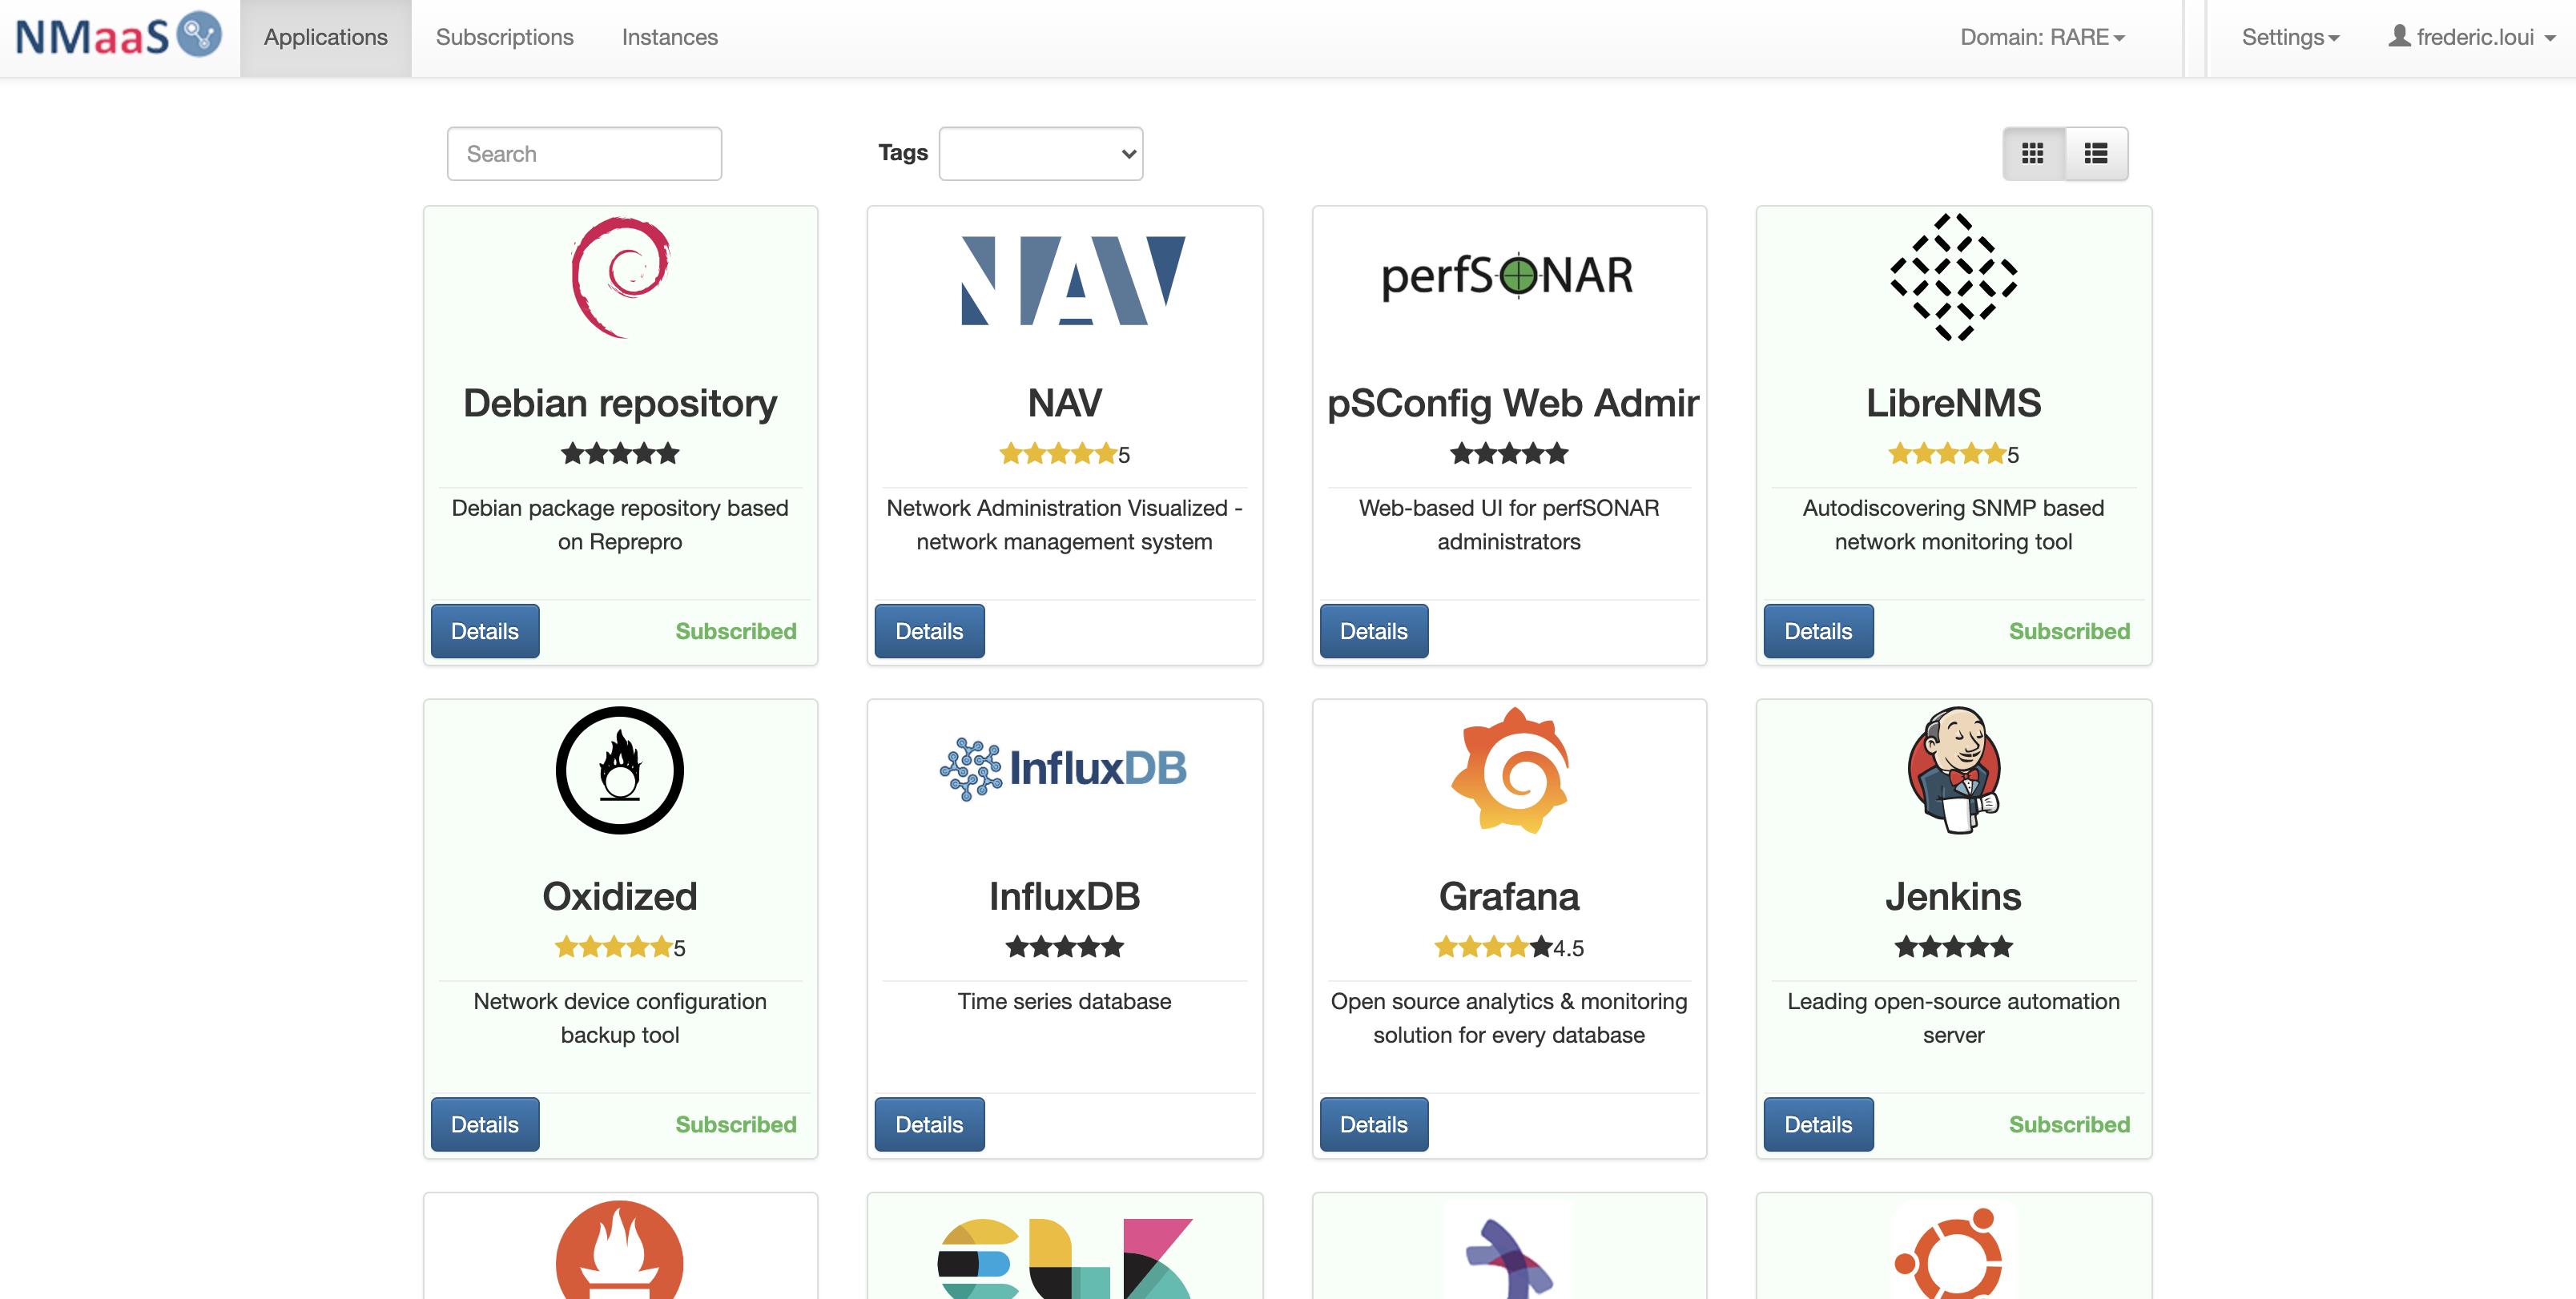 NMaaS
Applications
Subscriptions
Instances
Domain: RARE
Settings
frederic.loui
Search
Tags
NAV
perfSONAR
Debian repository
NAV
pSConfig Web Admir
LibreNMS
5
5
Debian package repository based
on Reprepro
Network Administration Visualized -
network management system
Web-based UI for perfSONAR
administrators
Autodiscovering SNMP based
network monitoring tool
Details
Subscribed
Details
Details
Details
Subscribed
InfluxDB
Oxidized
InfluxDB
Grafana
Jenkins
5
4.5
Network device configuration
backup tool
Time series database
Open source analytics & monitoring
solution for every database
Leading open-source automation
server
Details
Subscribed
Details
Details
Details
Subscribed